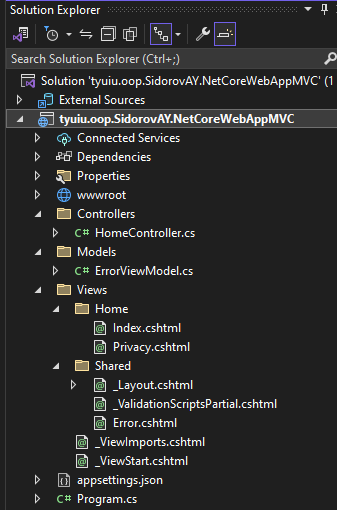 Solution Explorer
Search Solution Explorer (Ctrl+;)
Solution 'tyuiu.oop.SidorovAY.NetCoreWebAppMVC' (1
External Sources
tyuiu.oop.SidorovAY.NetCoreWebAppMVC
Connected Services
Dependencies
Properties
wwwroot
Controllers
C# HomeController.cs
Models
C# ErrorViewModel.cs
Views
Home
Index.cshtml
Privacy.cshtml
Shared
_Layout.cshtml
_ValidationScriptsPartial.cshtml
Error.cshtml
_ViewImports.cshtml
_ViewStart.cshtml
appsettings.json
C# Program.cs